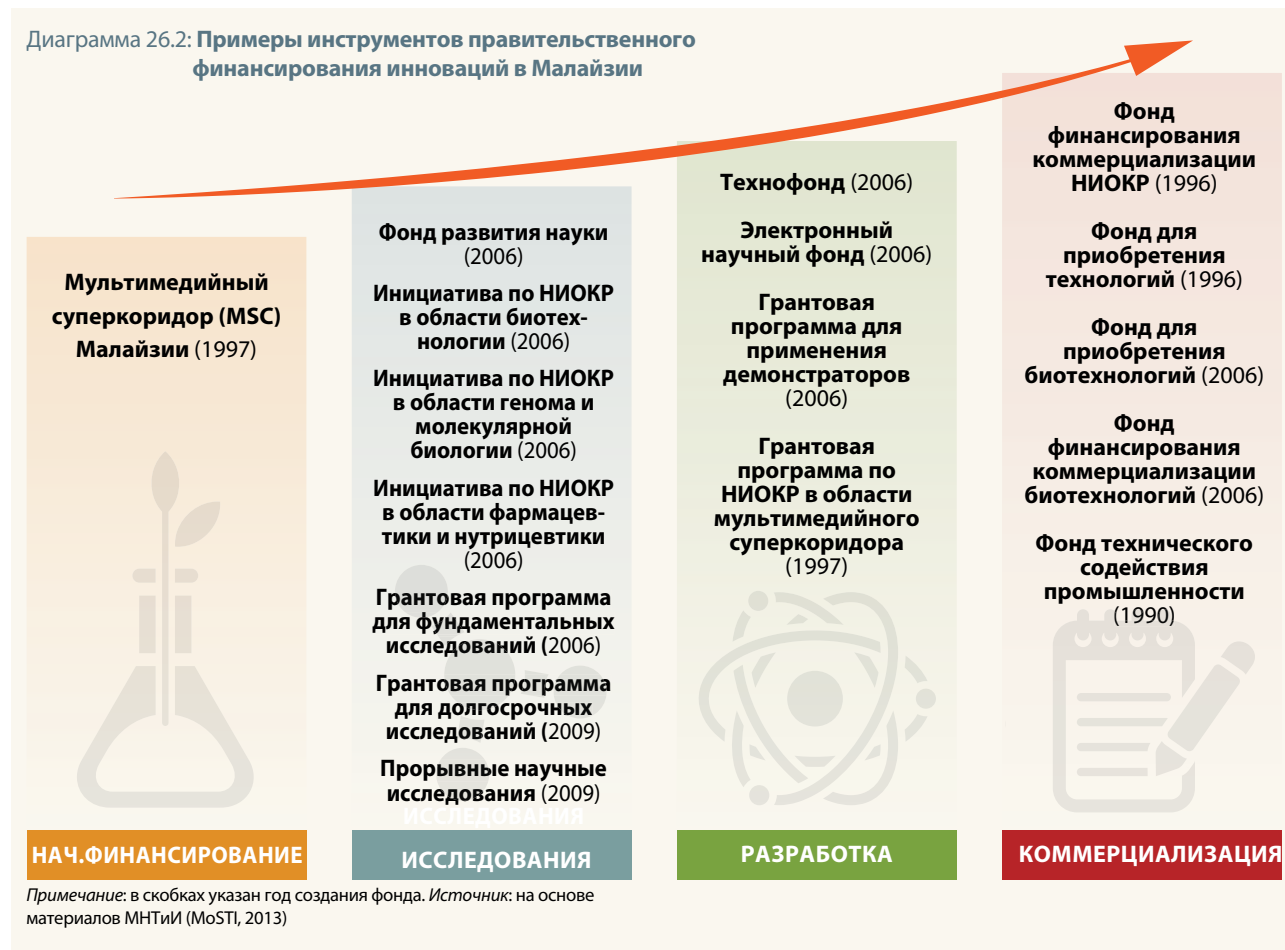 Диаграмма 26.2: Примеры инструментов правительственного
финансирования инноваций в Малайзии
Мультимедийный
суперкоридор (MSC)
Малайзии (1997)
НАЧ.ФИНАНСИРОВАНИЕ
Фонд развития науки
(2006)
Инициатива по НИОКР
в области биотех-
нологии (2006)
Инициатива по НИОКР
в области генома и
молекулярной
биологии (2006)
Инициатива по НИОКР
в области фармацев-
тики и нутрицевтики
(2006)
Грантовая программа
для фундаментальных
исследований (2006)
Грантовая программа
для долгосрочных
исследований (2009)
Прорывные научные
исследования (2009)
ИССЛЕДОВАНИЯ
ИССЛЕДОВАНИЯ
Технофонд (2006)
Электронный
научный фонд (2006)
Грантовая
программа для
применения
демонстраторов
(2006)
Грантовая
программа по
НИОКР в области
мультимедийного
суперкоридора
(1997)
РАЗРАБОТКА
Фонд
финансирования
коммерциализации
НИОКР (1996)
Фонд для
приобретения
технологий (1996)
Фонд для
приобретения
биотехнологий (2006)
Фонд
финансирования
коммерциализации
биотехнологий (2006)
Фонд технического
содействия
промышленности
(1990)
КОММЕРЦИАЛИЗАЦИЯ
Примечание: в скобках указан год создания фонда. Источник: на основе
материалов МНТиИ (MoSTI, 2013)